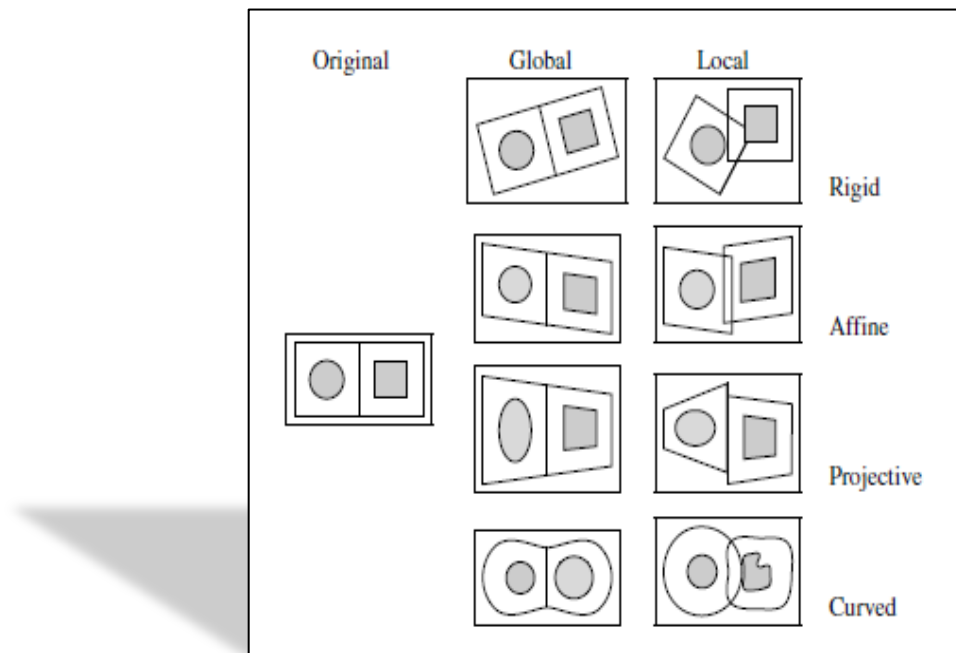 Original Global Local
Rigid
Affine
Projective
Curved